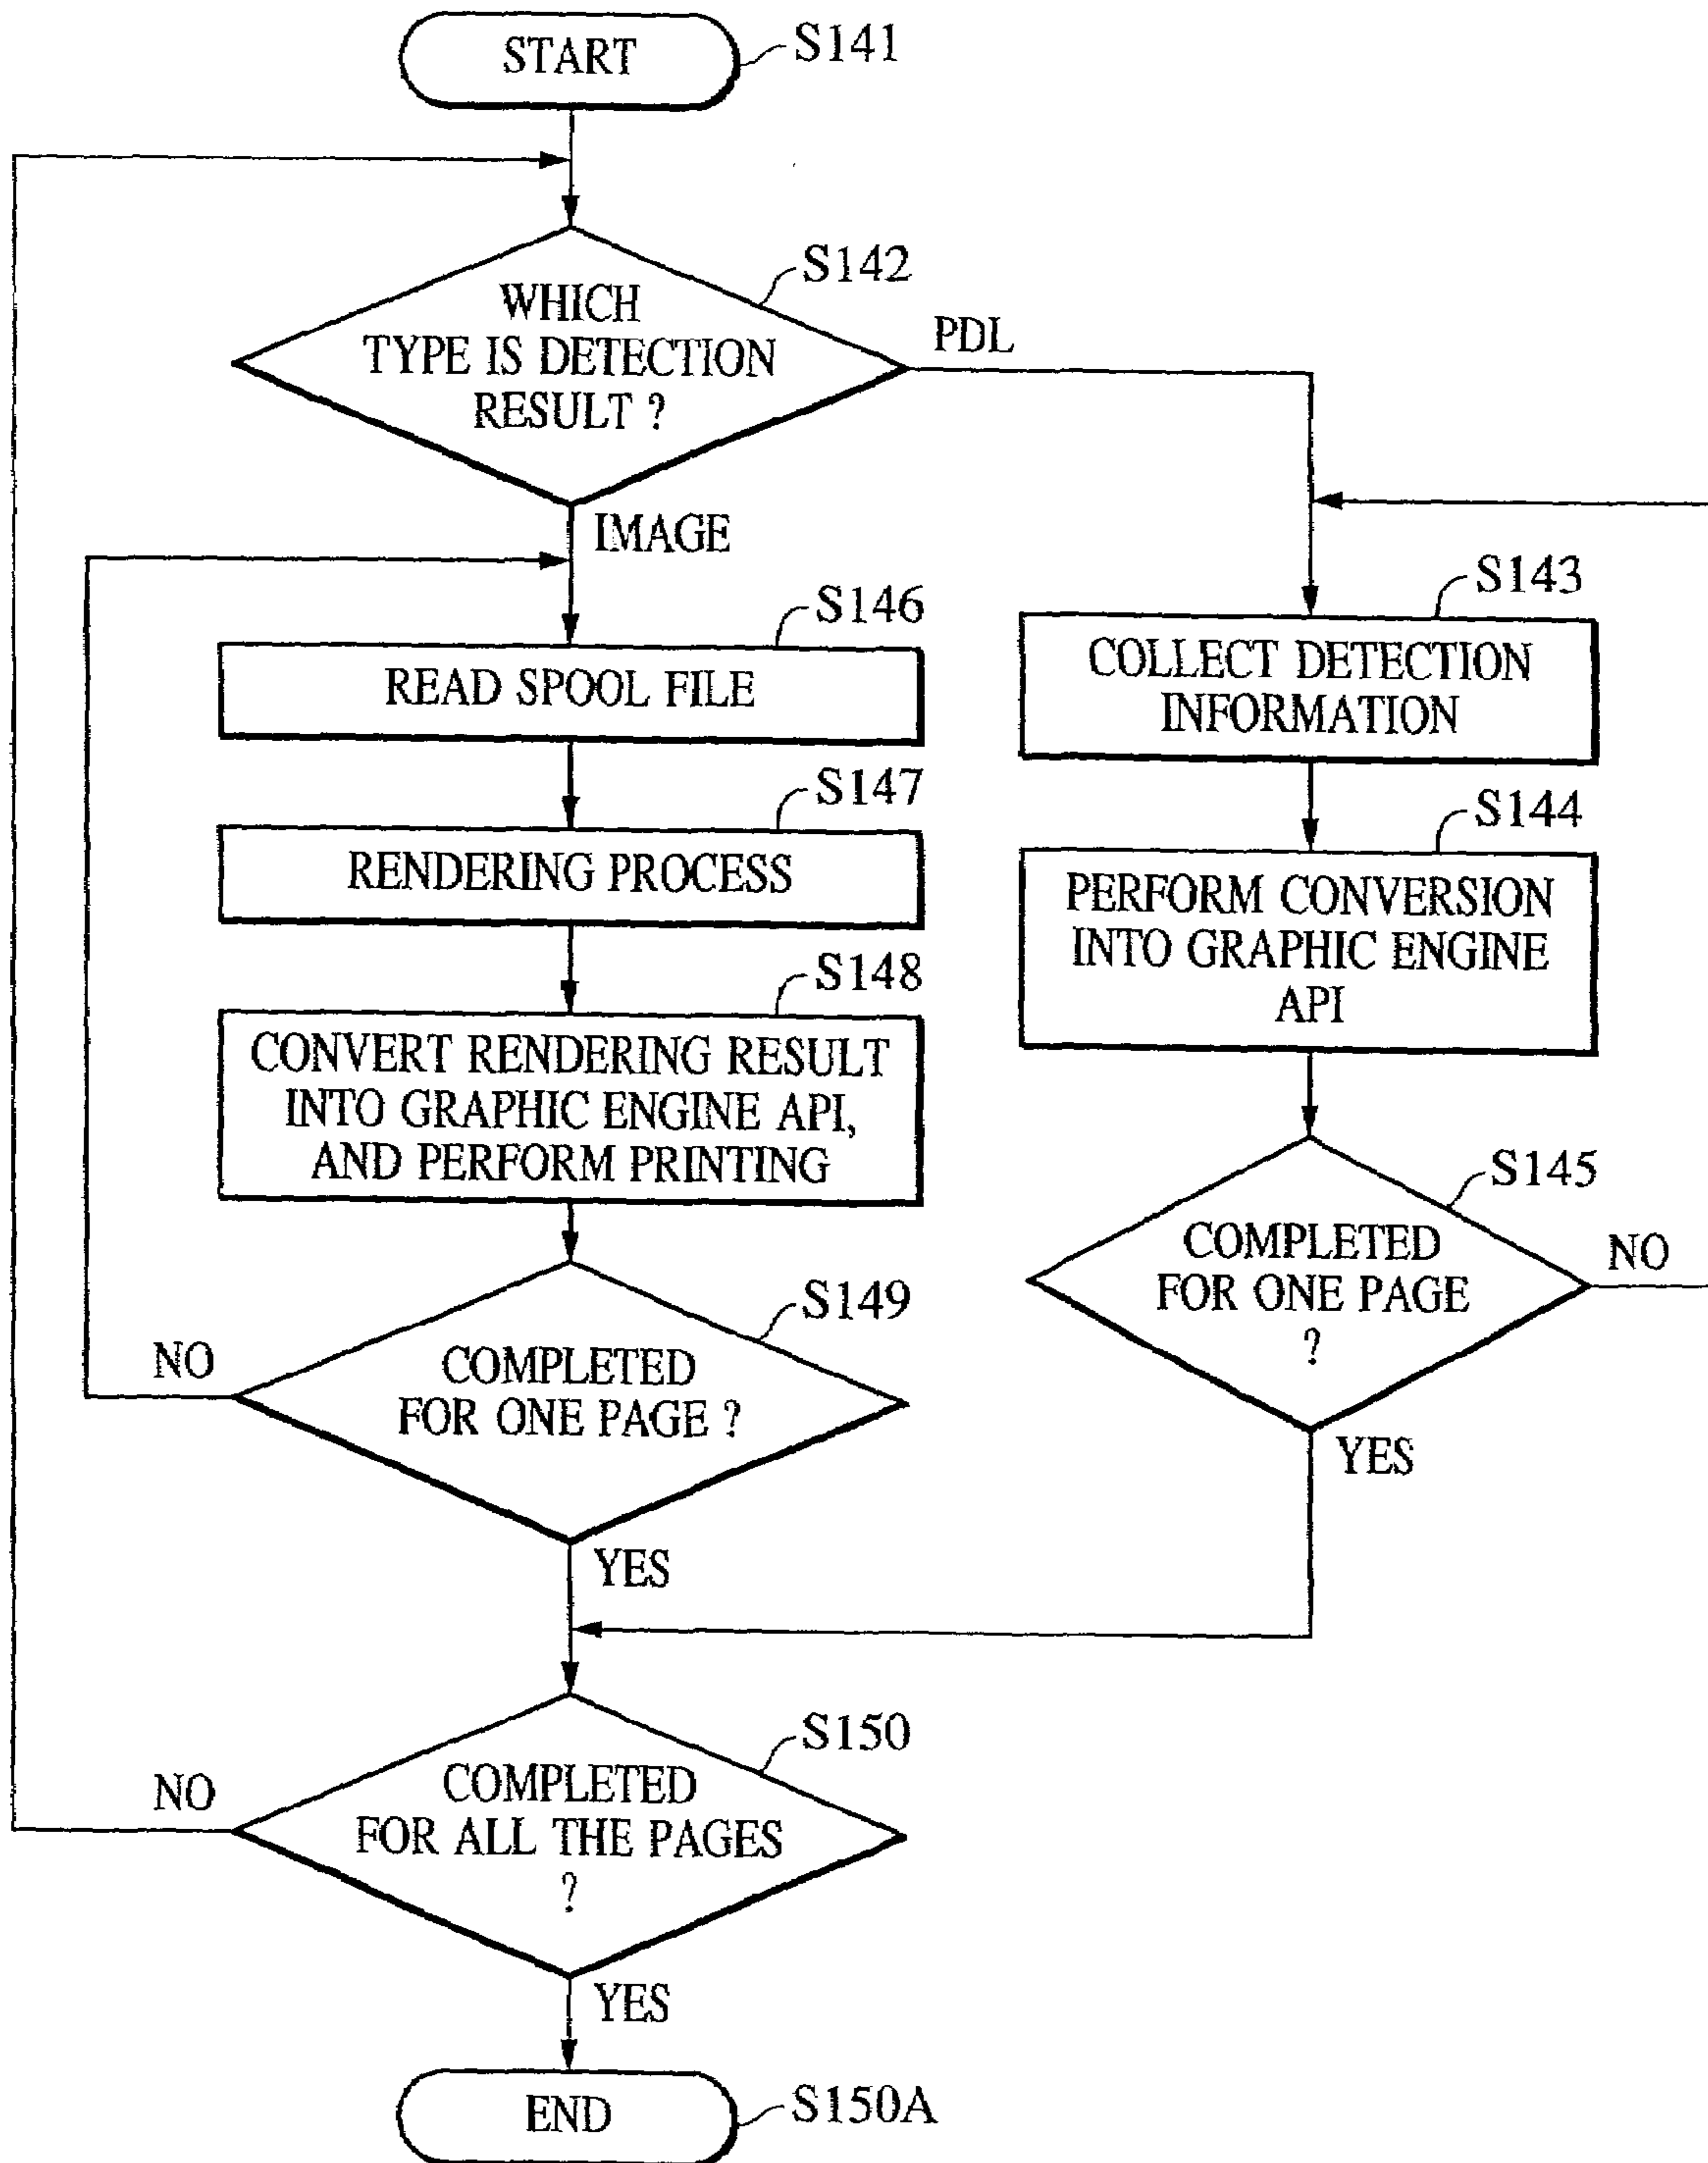 START
S141
S142
WHICH
TYPE IS DETECTION
RESULT ?
PDL
IMAGE
S146
READ SPOOL FILE
S147
RENDERING PROCESS
S148
CONVERT RENDERING RESULT
INTO GRAPHIC ENGINE API,
AND PERFORM PRINTING
S149
COMPLETED
FOR ONE PAGE ?
NO
YES
S143
COLLECT DETECTION
INFORMATION
S144
PERFORM CONVERSION
INTO GRAPHIC ENGINE
API
S145
COMPLETED
FOR ONE PAGE
?
NO
YES
S150
COMPLETED
FOR ALL THE PAGES
?
NO
YES
END
S150A